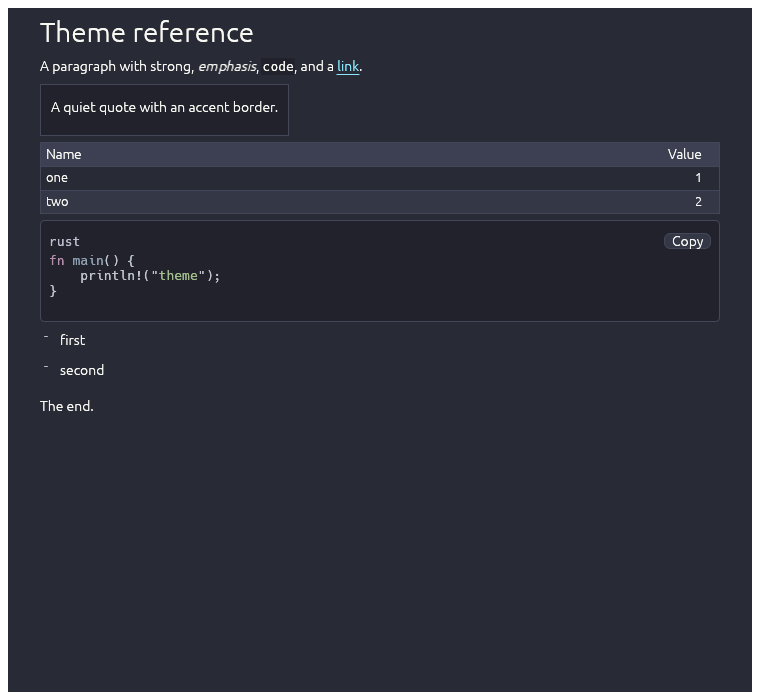 Theme reference
A paragraph with strong, emphasis, code, and a link.
A quiet quote with an accent border.
Name Value
one 1
two 2
rust Copy
fn main() {
    println!("theme");
}
- first
- second
The end.